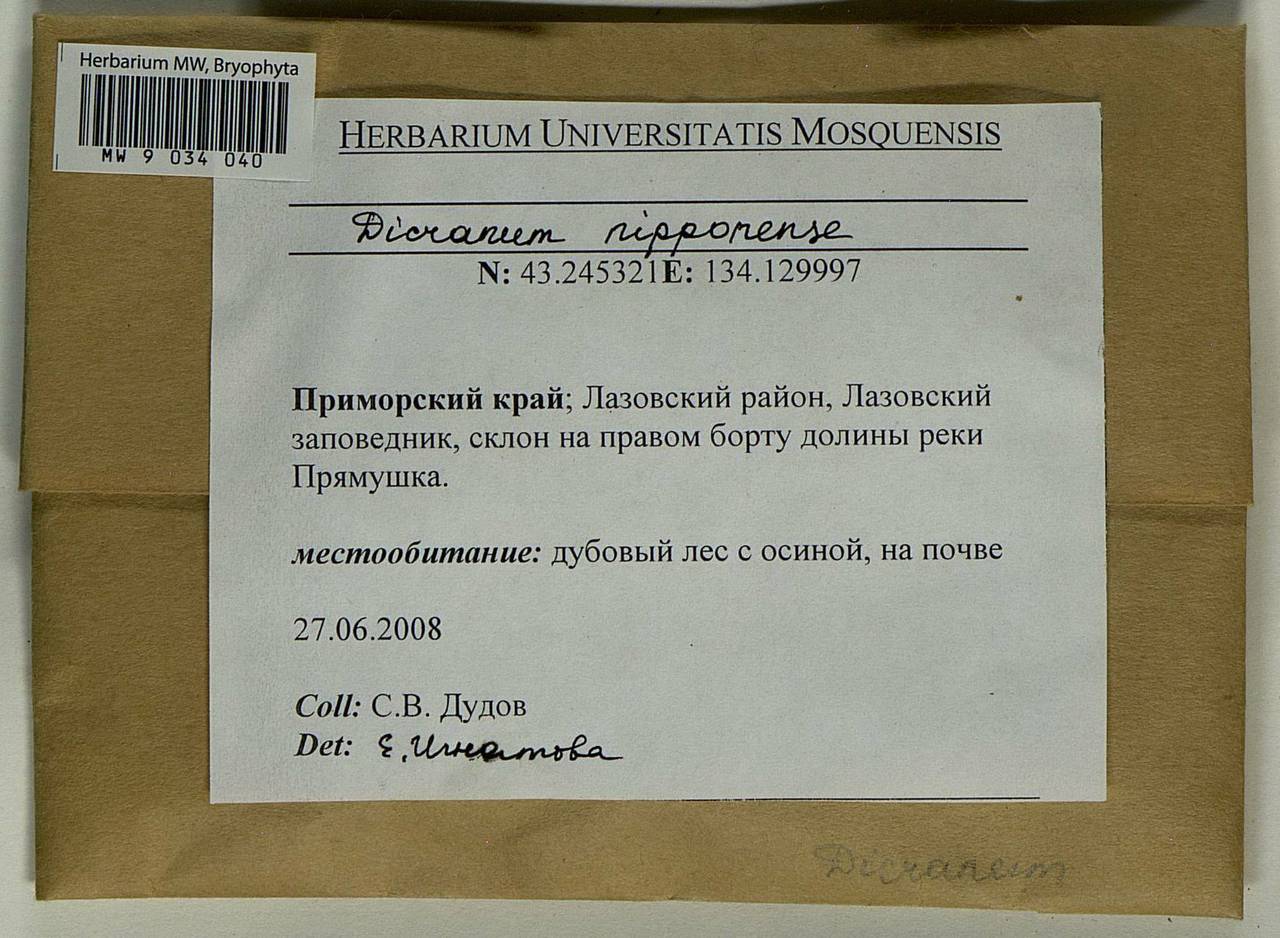 Herbarium MW, Bryophyta
MW 9 034 040
HERBARIUM UNIVERSITATIS MOSQUENSIS
Dicranum nipponense
N: 43.245321E: 134.129997
Приморский край; Лазовский район, Лазовский
заповедник, склон на правом борту долины реки
Прямушка.
местообитание: дубовый лес с осиной, на почве
27.06.2008
Coll: С.В. Дудов
Det: Е. Игнатова
Dicranum